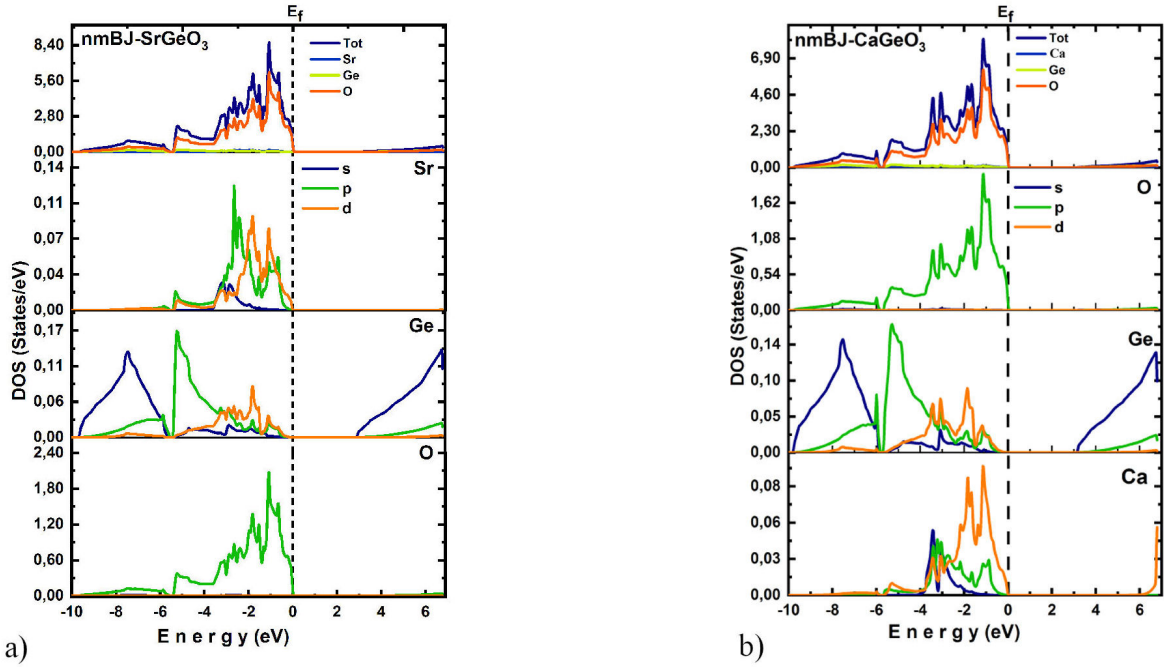 E_f
nmBJ-SrGeO₃
Tot
Sr
Ge
O
8,40
5,60
2,80
0,00
Sr
s
p
d
0,14
0,11
0,07
0,04
0,00
Ge
0,17
0,11
0,06
0,00
O
2,40
1,80
1,20
0,60
0,00
DOS (States/eV)
-10 -8 -6 -4 -2 0 2 4 6
Energy (eV)
a)
E_f
nmBJ-CaGeO₃
Tot
Ca
Ge
O
6,90
4,60
2,30
0,00
O
s
p
d
1,62
1,08
0,54
0,00
Ge
0,14
0,10
0,05
0,00
Ca
0,08
0,06
0,03
0,00
DOS (States/eV)
-10 -8 -6 -4 -2 0 2 4 6
Energy (eV)
b)